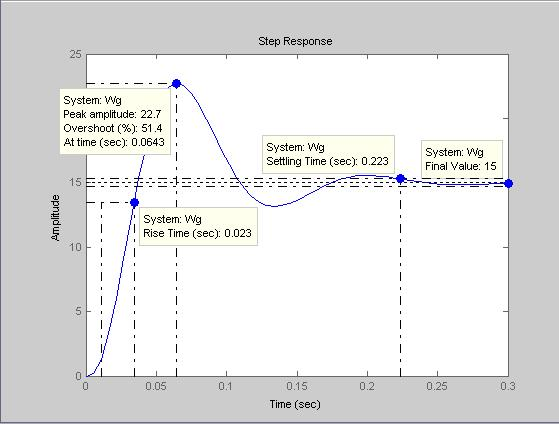 Step Response
25
System: Wg
Peak amplitude: 22.7
Overshoot (%): 51.4
At time (sec): 0.0643
System: Wg
Settling Time (sec): 0.223
System: Wg
Final Value: 15
15
System: Wg
Rise Time (sec): 0.023
Amplitude
10
5
0
0
0.05
0.1
0.15
0.2
0.25
0.3
Time (sec)